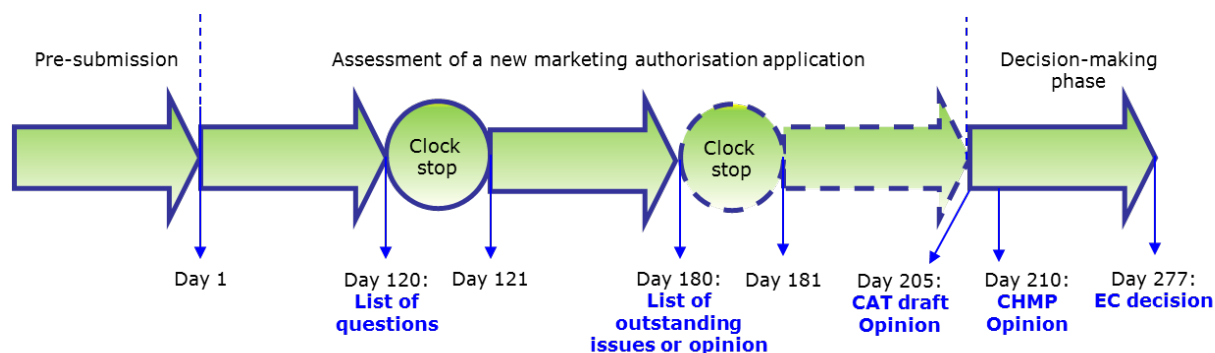 Pre-submission
Assessment of a new marketing authorisation application
Decision-making
phase
Clock
stop
Clock
stop
Day 1
Day 120:
List of
questions
Day 121
Day 180:
List of
outstanding
issues or opinion
Day 181
Day 205:
CAT draft
Opinion
Day 210:
CHMP
Opinion
Day 277:
EC decision